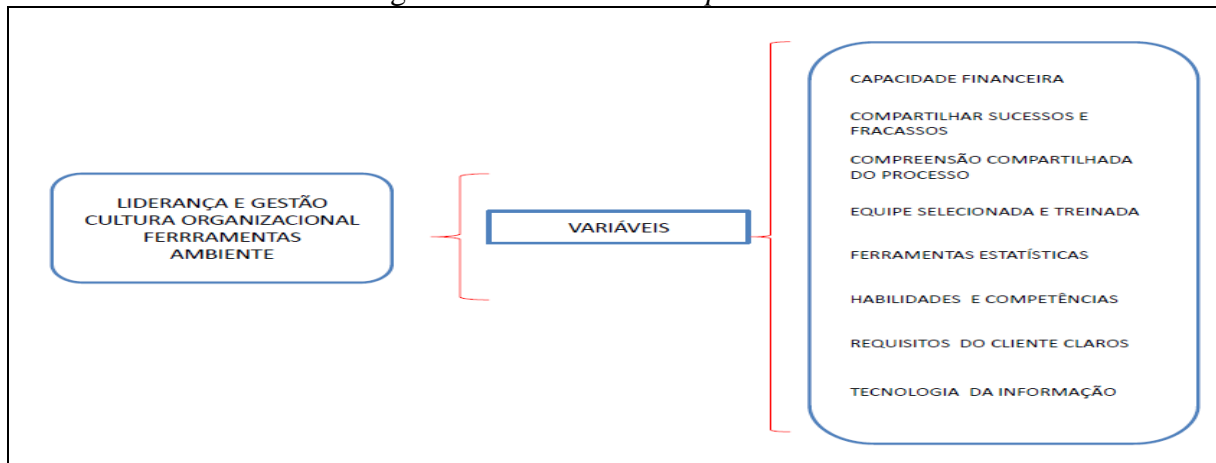 LIDERANÇA E GESTÃO
CULTURA ORGANIZACIONAL
FERRRAMENTAS
AMBIENTE
VARIÁVEIS
CAPACIDADE FINANCEIRA
COMPARTILHAR SUCESSOS E
FRACASSOS
COMPREENSÃO COMPARTILHADA
DO PROCESSO
EQUIPE SELECIONADA E TREINADA
FERRAMENTAS ESTATÍSTICAS
HABILIDADES E COMPETÊNCIAS
REQUISITOS DO CLIENTE CLAROS
TECNOLOGIA DA INFORMAÇÃO